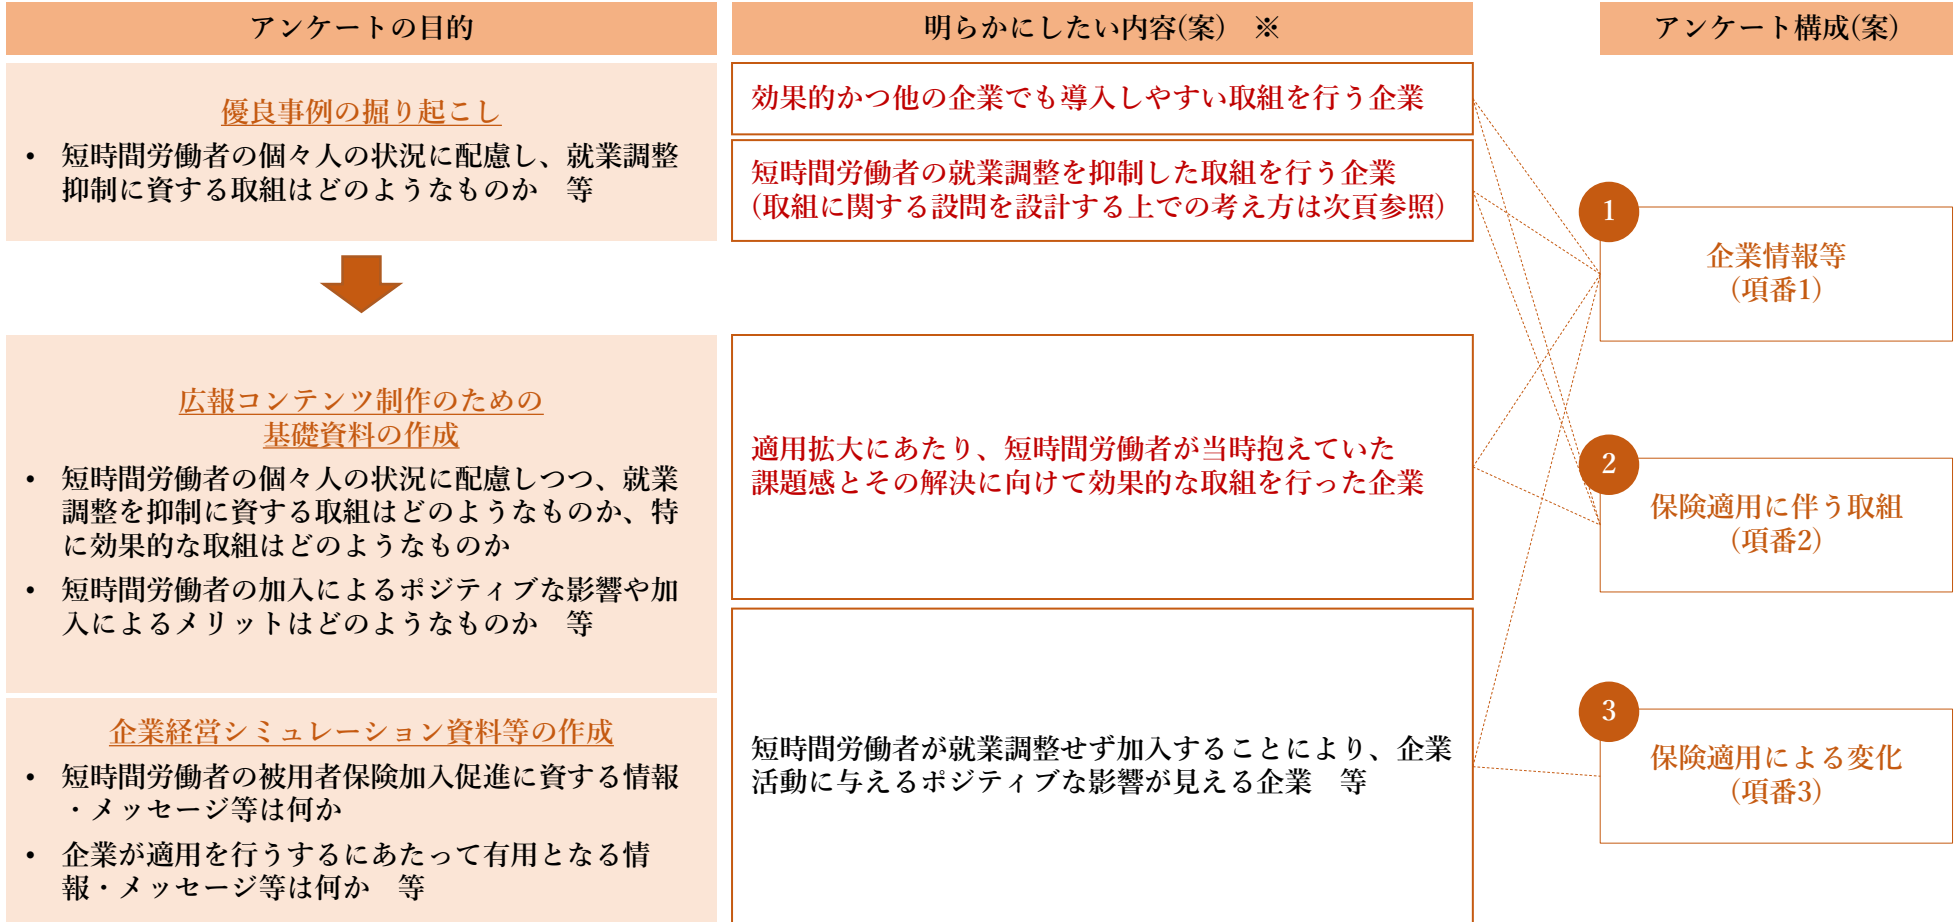 アンケートの目的
明らかにしたい内容(案) ※
アンケート構成(案)
優良事例の掘り起こし
• 短時間労働者の個々人の状況に配慮し、就業調整
抑制に資する取組はどのようなものか 等
効果的かつ他の企業でも導入しやすい取組を行う企業
短時間労働者の就業調整を抑制した取組を行う企業
(取組に関する設問を設計する上での考え方は次頁参照)
1
企業情報等
(項番1)
広報コンテンツ制作のための
基礎資料の作成
• 短時間労働者の個々人の状況に配慮しつつ、就業
調整を抑制に資する取組はどのようなものか、特
に効果的な取組はどのようなものか
• 短時間労働者の加入によるポジティブな影響や加
入によるメリットはどのようなものか 等
適用拡大にあたり、短時間労働者が当時抱えていた
課題感とその解決に向けて効果的な取組を行った企業
2
保険適用に伴う取組
(項番2)
企業経営シミュレーション資料等の作成
• 短時間労働者の被用者保険加入促進に資する情報
・メッセージ等は何か
• 企業が適用を行うするにあたって有用となる情
報・メッセージ等は何か 等
短時間労働者が就業調整せず加入することにより、企業
活動に与えるポジティブな影響が見える企業 等
3
保険適用による変化
(項番3)